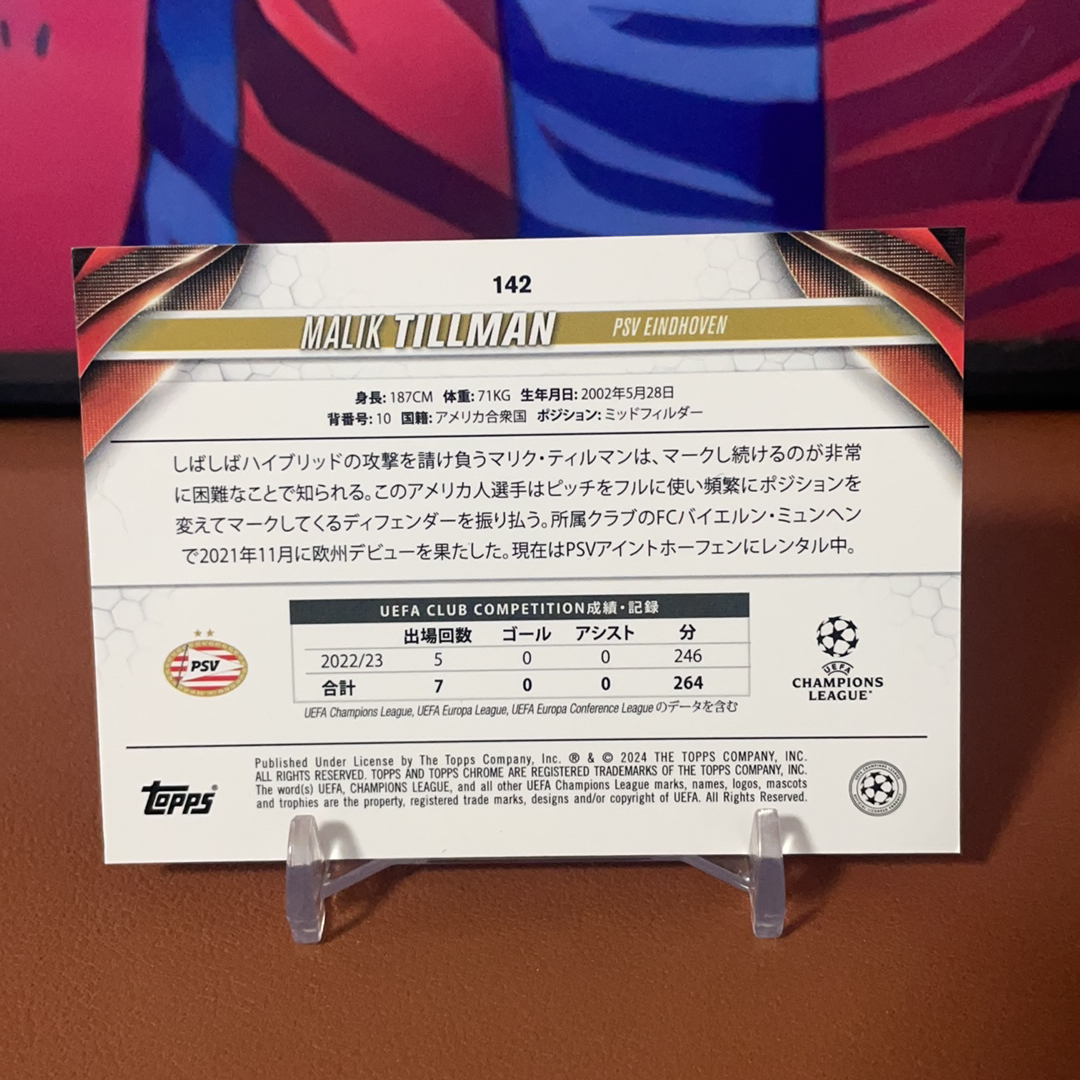 142
MALIK TILLMAN PSV EINDHOVEN
身長: 187CM 体重: 71KG 生年月日: 2002年5月28日
背番号: 10 国籍: アメリカ合衆国 ポジション: ミッドフィルダー
しばしばハイブリッドの攻撃を請け負うマリク・ティルマンは、マークし続けるのが非常
に困難なことで知られる。このアメリカ人選手はピッチをフルに使い頻繁にポジションを
変えてマークしてくるディフェンダーを振り払う。所属クラブのFCバイエルン・ミュンヘン
で2021年11月に欧州デビューを果たした。現在はPSVアイントホーフェンにレンタル中。
UEFA CLUB COMPETITION成績・記録
出場回数 ゴール アシスト 分
2022/23 5 0 0 246
合計 7 0 0 264
UEFA Champions League, UEFA Europa League, UEFA Europa Conference League のデータを含む
PSV
UEFA
CHAMPIONS
LEAGUE®
Published Under License by The Topps Company, Inc. ® & © 2024 THE TOPPS COMPANY, INC.
ALL RIGHTS RESERVED. TOPPS AND TOPPS CHROME ARE REGISTERED TRADEMARKS OF THE TOPPS COMPANY, INC.
The word(s) UEFA, CHAMPIONS LEAGUE, and all other UEFA Champions League marks, names, logos, mascots
and trophies are the property, registered trade marks, designs and/or copyright of UEFA. All Rights Reserved.
topps®